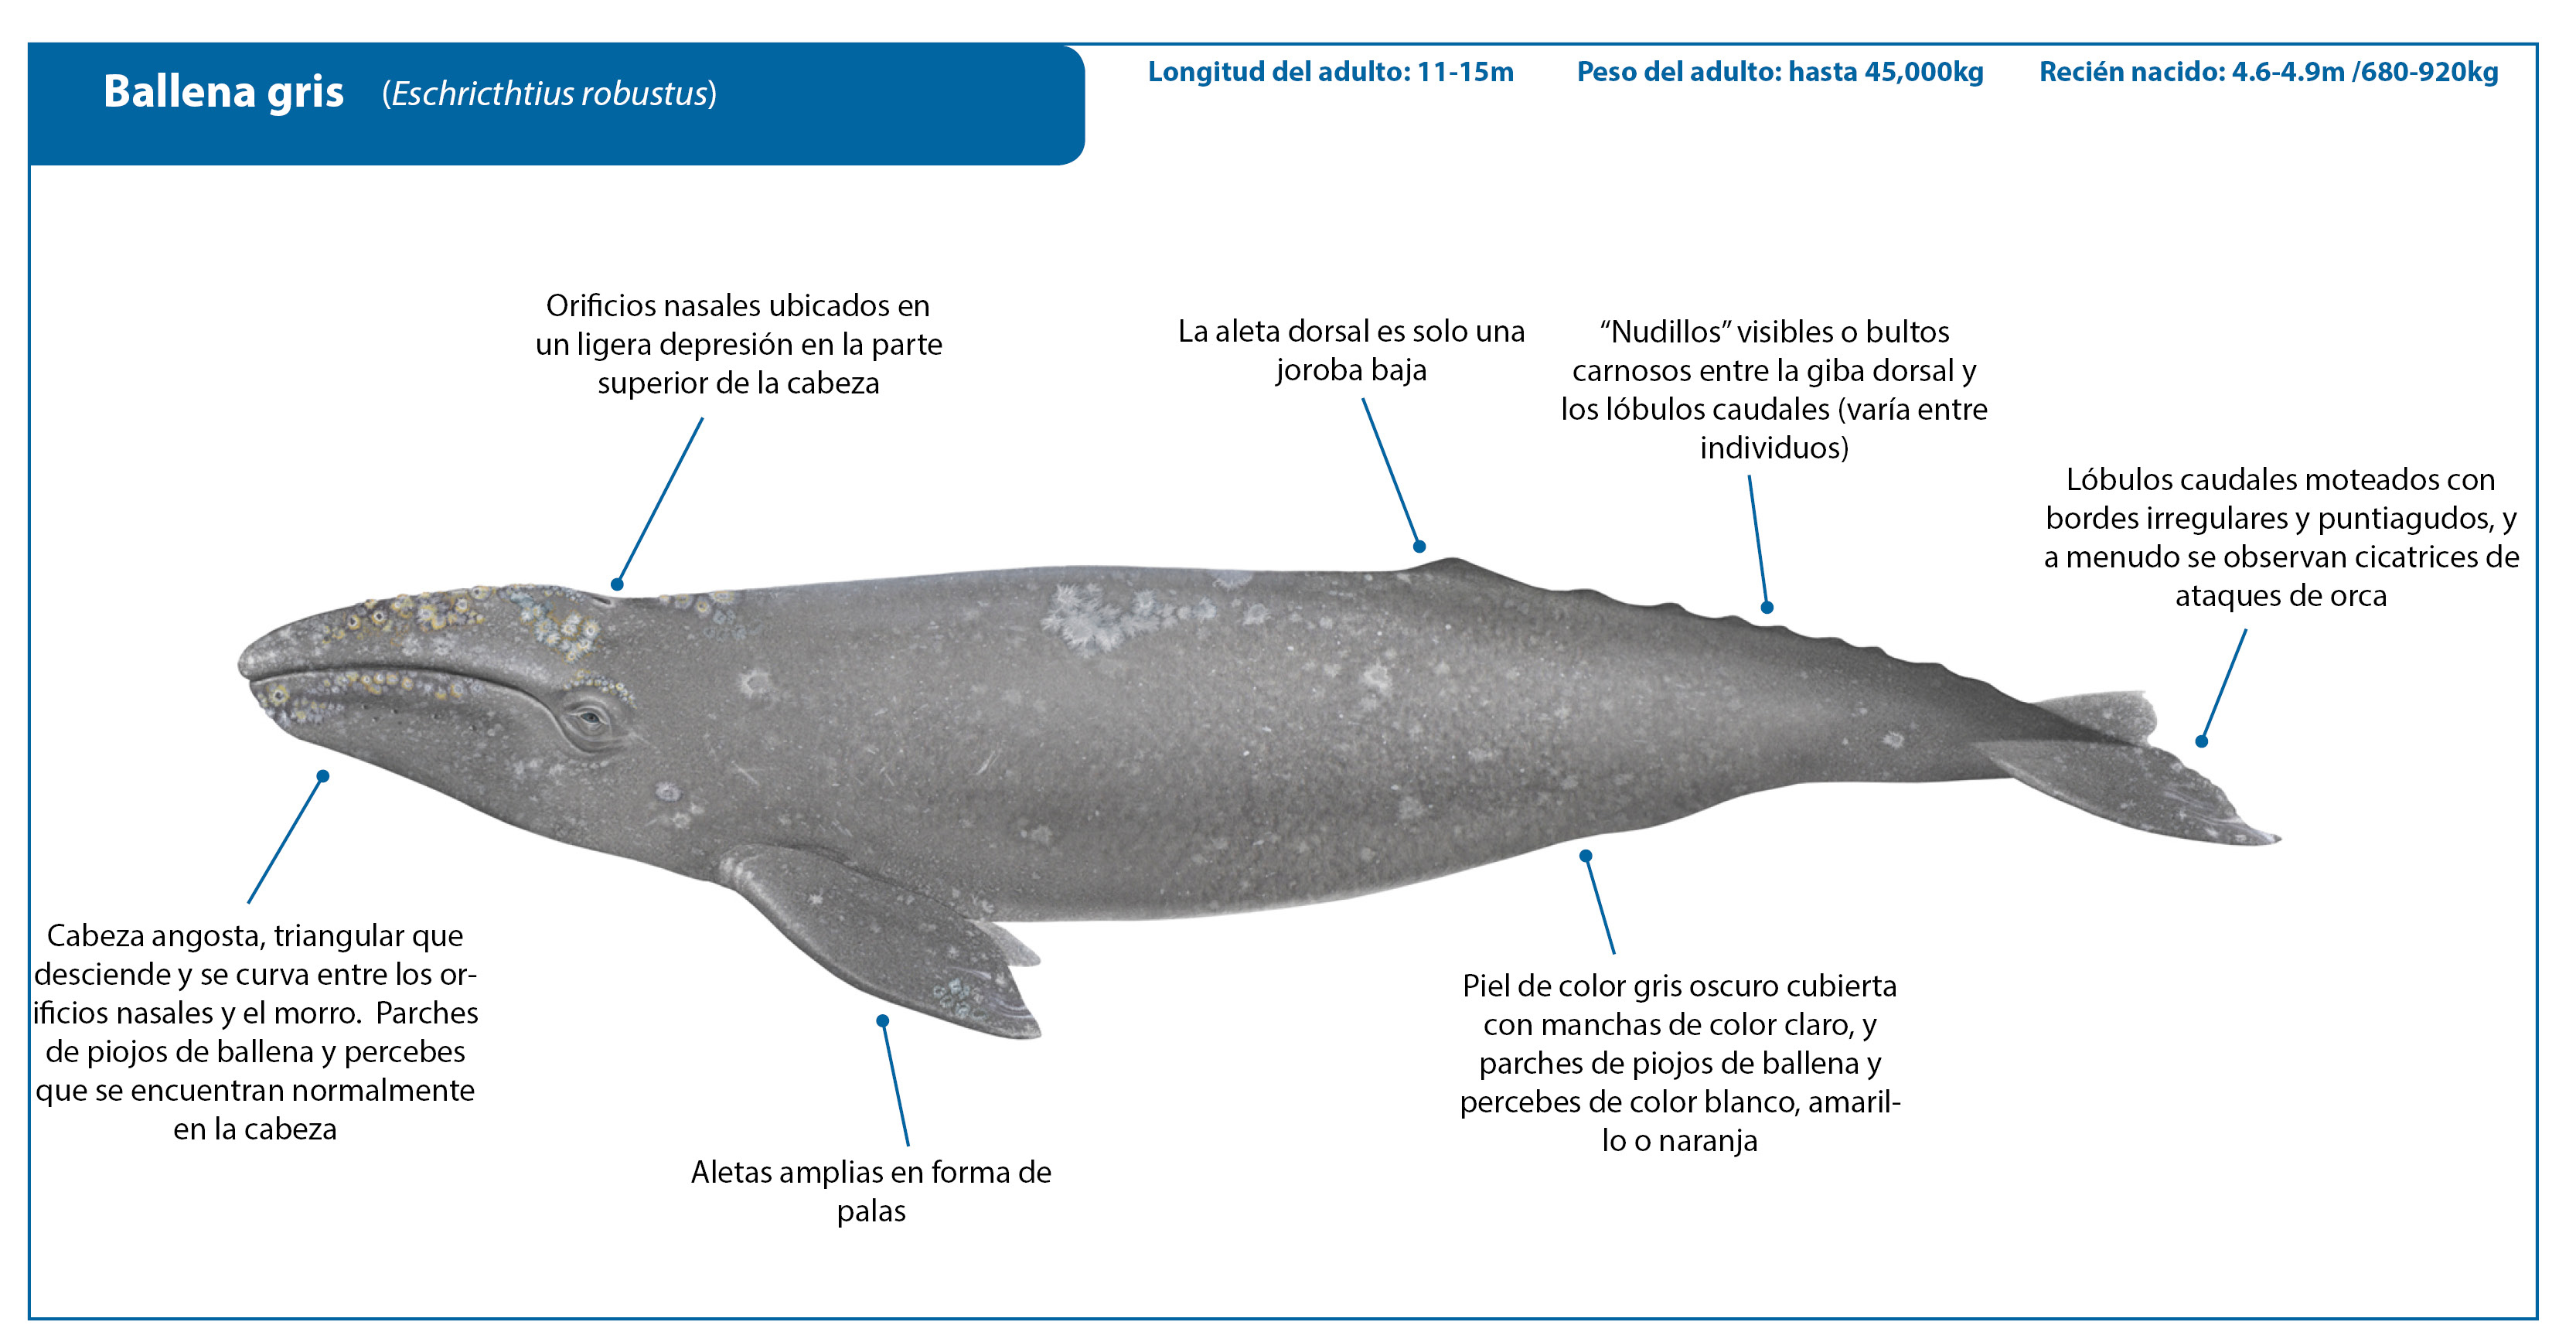 Ballena gris (Eschricthtius robustus)
Longitud del adulto: 11-15m
Peso del adulto: hasta 45,000kg
Recién nacido: 4.6-4.9m /680-920kg
Orificios nasales ubicados en
un ligera depresión en la parte
superior de la cabeza
La aleta dorsal es solo una
joroba baja
“Nudillos” visibles o bultos
carnosos entre la giba dorsal y
los lóbulos caudales (varía entre
individuos)
Lóbulos caudales moteados con
bordes irregulares y puntiagudos, y
a menudo se observan cicatrices de
ataques de orca
Cabeza angosta, triangular que
desciende y se curva entre los or-
ificios nasales y el morro.  Parches
de piojos de ballena y percebes
que se encuentran normalmente
en la cabeza
Aletas amplias en forma de
palas
Piel de color gris oscuro cubierta
con manchas de color claro, y
parches de piojos de ballena y
percebes de color blanco, amaril-
lo o naranja